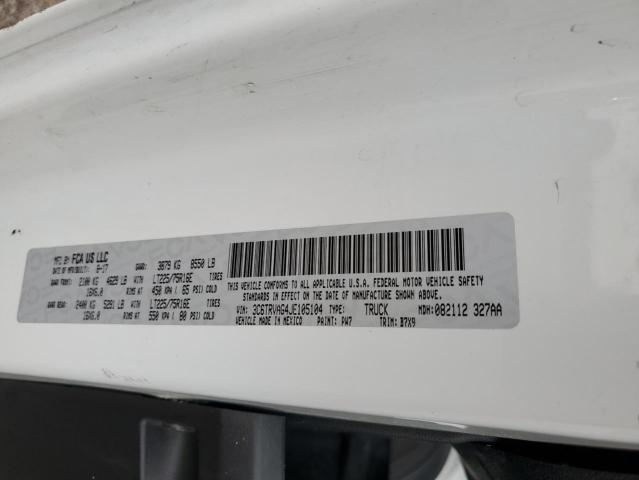 MFG BY: FCA US LLC
DATE OF MFR/BUILT: 8-17 GVWR: 3879 KG 8550 LB
GAWR FRONT: 2100 KG 4629 LB WITH LT225/75R16E TIRES
16X6.0 RIMS AT 450 KPA / 65 PSI COLD
GAWR REAR: 2400 KG 5291 LB WITH LT225/75R16E TIRES
16X6.0 RIMS AT 550 KPA / 80 PSI COLD
THIS VEHICLE CONFORMS TO ALL APPLICABLE U.S.A. FEDERAL MOTOR VEHICLE SAFETY
STANDARDS IN EFFECT ON THE DATE OF MANUFACTURE SHOWN ABOVE.
VIN: 3C6TRVAG4JE105104 TYPE: TRUCK MDH: 082112 327AA
VEHICLE MADE IN MEXICO PAINT: PW7 TRIM: B7X9